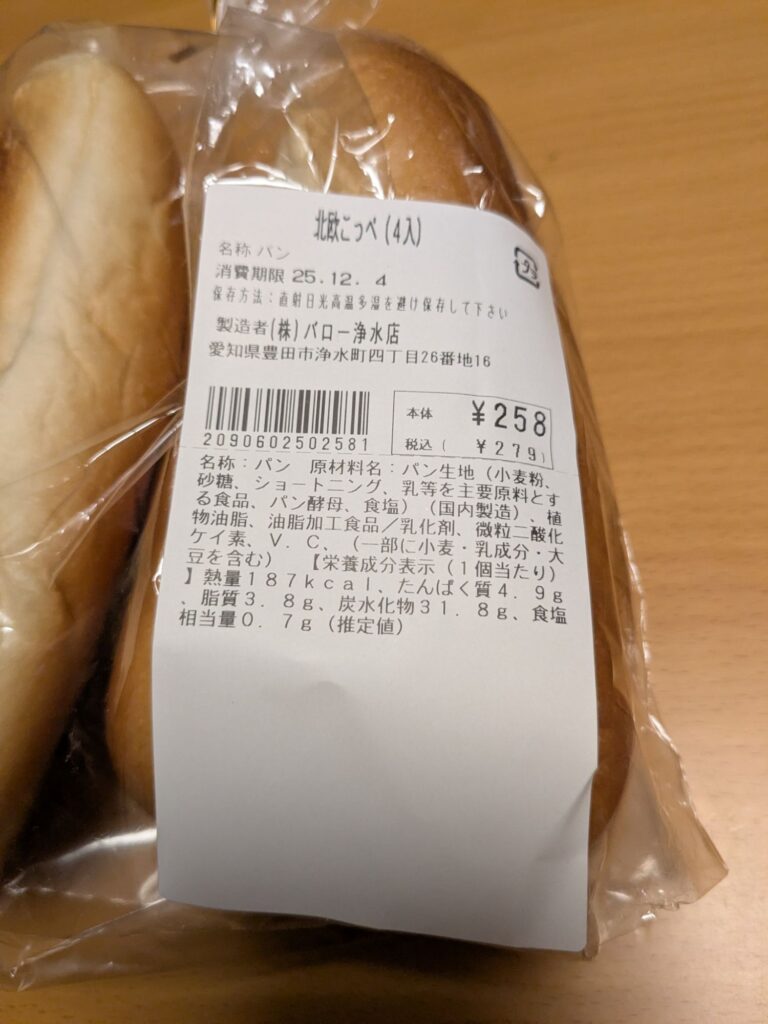 北欧こっぺ(4入)
名称 パン
消費期限 25.12. 4
保存方法：直射日光高温多湿を避け保存して下さい
製造者(株)バロー浄水店
愛知県豊田市浄水町四丁目26番地16
本体 ¥258
税込( ¥279)
2090602502581
名称：パン 原材料名：パン生地（小麦粉、
砂糖、ショートニング、乳等を主要原料とす
る食品、パン酵母、食塩）（国内製造）、植
物油脂、油脂加工食品／乳化剤、微粒二酸化
ケイ素、Ｖ．Ｃ、（一部に小麦・乳成分・大
豆を含む） 【栄養成分表示（１個当たり）
】熱量１８７ｋｃａｌ、たんぱく質４．９ｇ
、脂質３．８ｇ、炭水化物３１．８ｇ、食塩
相当量０．７ｇ（推定値）